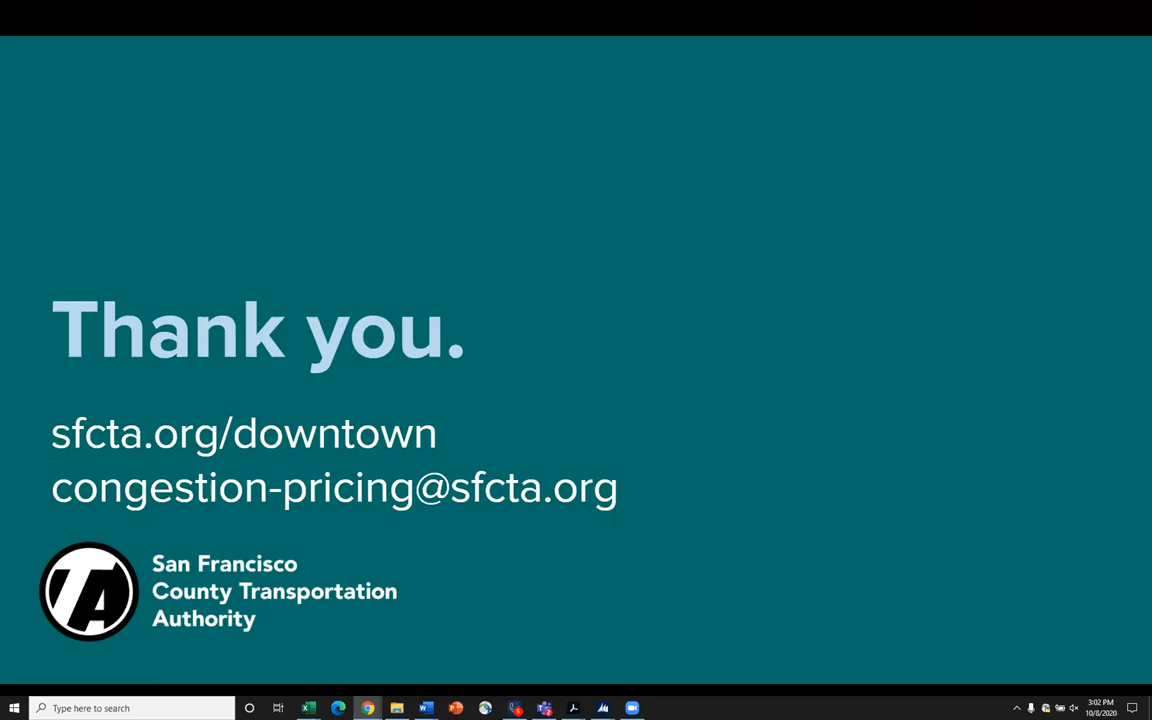 Thank you.
sfcta.org/downtown
congestion-pricing@sfcta.org
TA
San Francisco
County Transportation
Authority
Type here to search
3:02 PM
10/8/2020